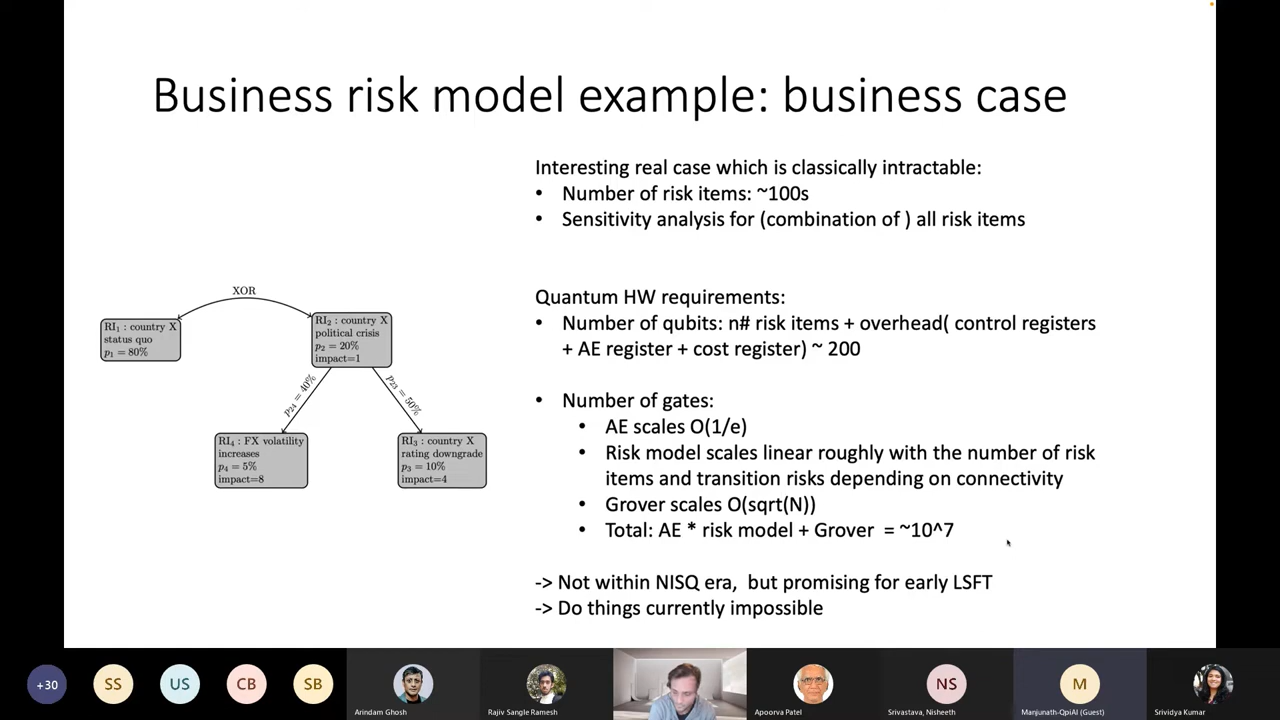 Business risk model example: business case
Interesting real case which is classically intractable:
• Number of risk items: ~100s
• Sensitivity analysis for (combination of ) all risk items
XOR
RI1 : country X
status quo
p1 = 80%
RI2 : country X
political crisis
p2 = 20%
impact=1
p24 = 40%
p23 = 50%
RI4 : FX volatility
increases
p4 = 5%
impact=8
RI3 : country X
rating downgrade
p3 = 10%
impact=4
Quantum HW requirements:
• Number of qubits: n# risk items + overhead( control registers
+ AE register + cost register) ~ 200
• Number of gates:
• AE scales O(1/e)
• Risk model scales linear roughly with the number of risk
items and transition risks depending on connectivity
• Grover scales O(sqrt(N))
• Total: AE * risk model + Grover = ~10^7
-> Not within NISQ era, but promising for early LSFT
-> Do things currently impossible
+30
SS
US
CB
SB
Arindam Ghosh
Rajiv Sangle Ramesh
Apoorva Patel
NS
Srivastava, Nisheeth
M
Manjunath-QpiAI (Guest)
Srividya Kumar